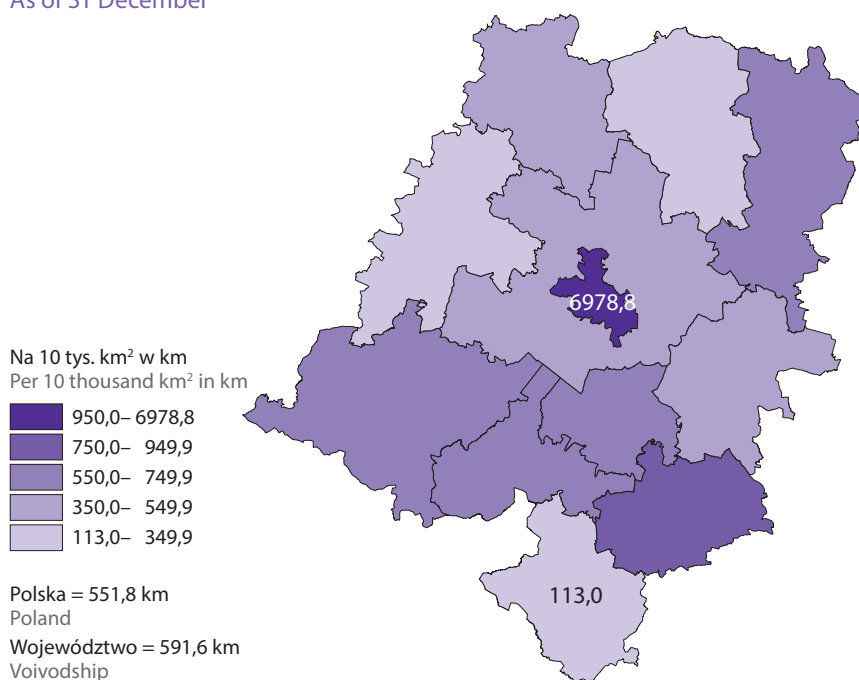 As of 31 December
6978,8
Na 10 tys. km² w km
Per 10 thousand km² in km
950,0– 6978,8
750,0– 949,9
550,0– 749,9
350,0– 549,9
113,0– 349,9
113,0
Polska = 551,8 km
Poland
Województwo = 591,6 km
Voivodship